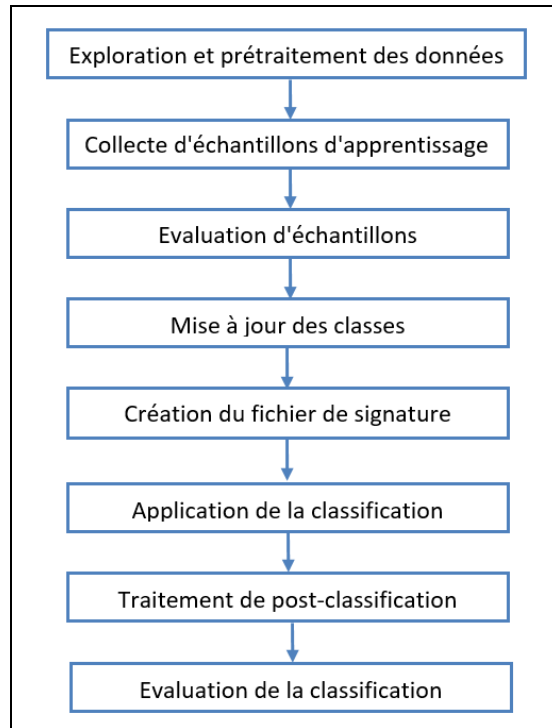 Exploration et prétraitement des données
Collecte d'échantillons d'apprentissage
Evaluation d'échantillons
Mise à jour des classes
Création du fichier de signature
Application de la classification
Traitement de post-classification
Evaluation de la classification